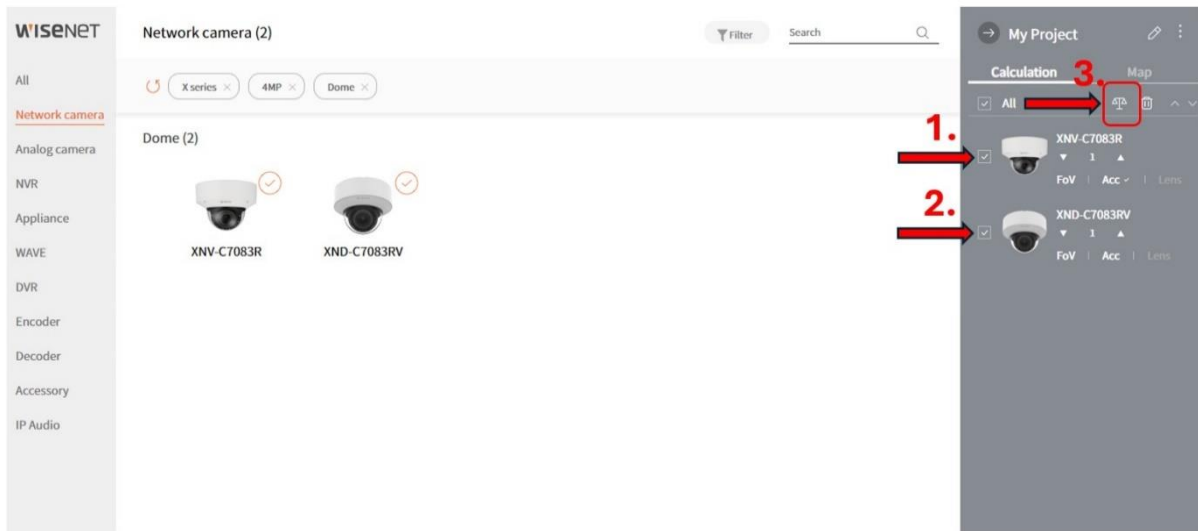 WISENET
All
Network camera
Analog camera
NVR
Appliance
WAVE
DVR
Encoder
Decoder
Accessory
IP Audio
Network camera (2)
Filter
Search
X series ×
4MP ×
Dome ×
Dome (2)
XNV-C7083R
XND-C7083RV
My Project
Calculation
Map
3.
All
1.
XNV-C7083R
1
FoV | Acc | Lens
2.
XND-C7083RV
1
FoV | Acc | Lens